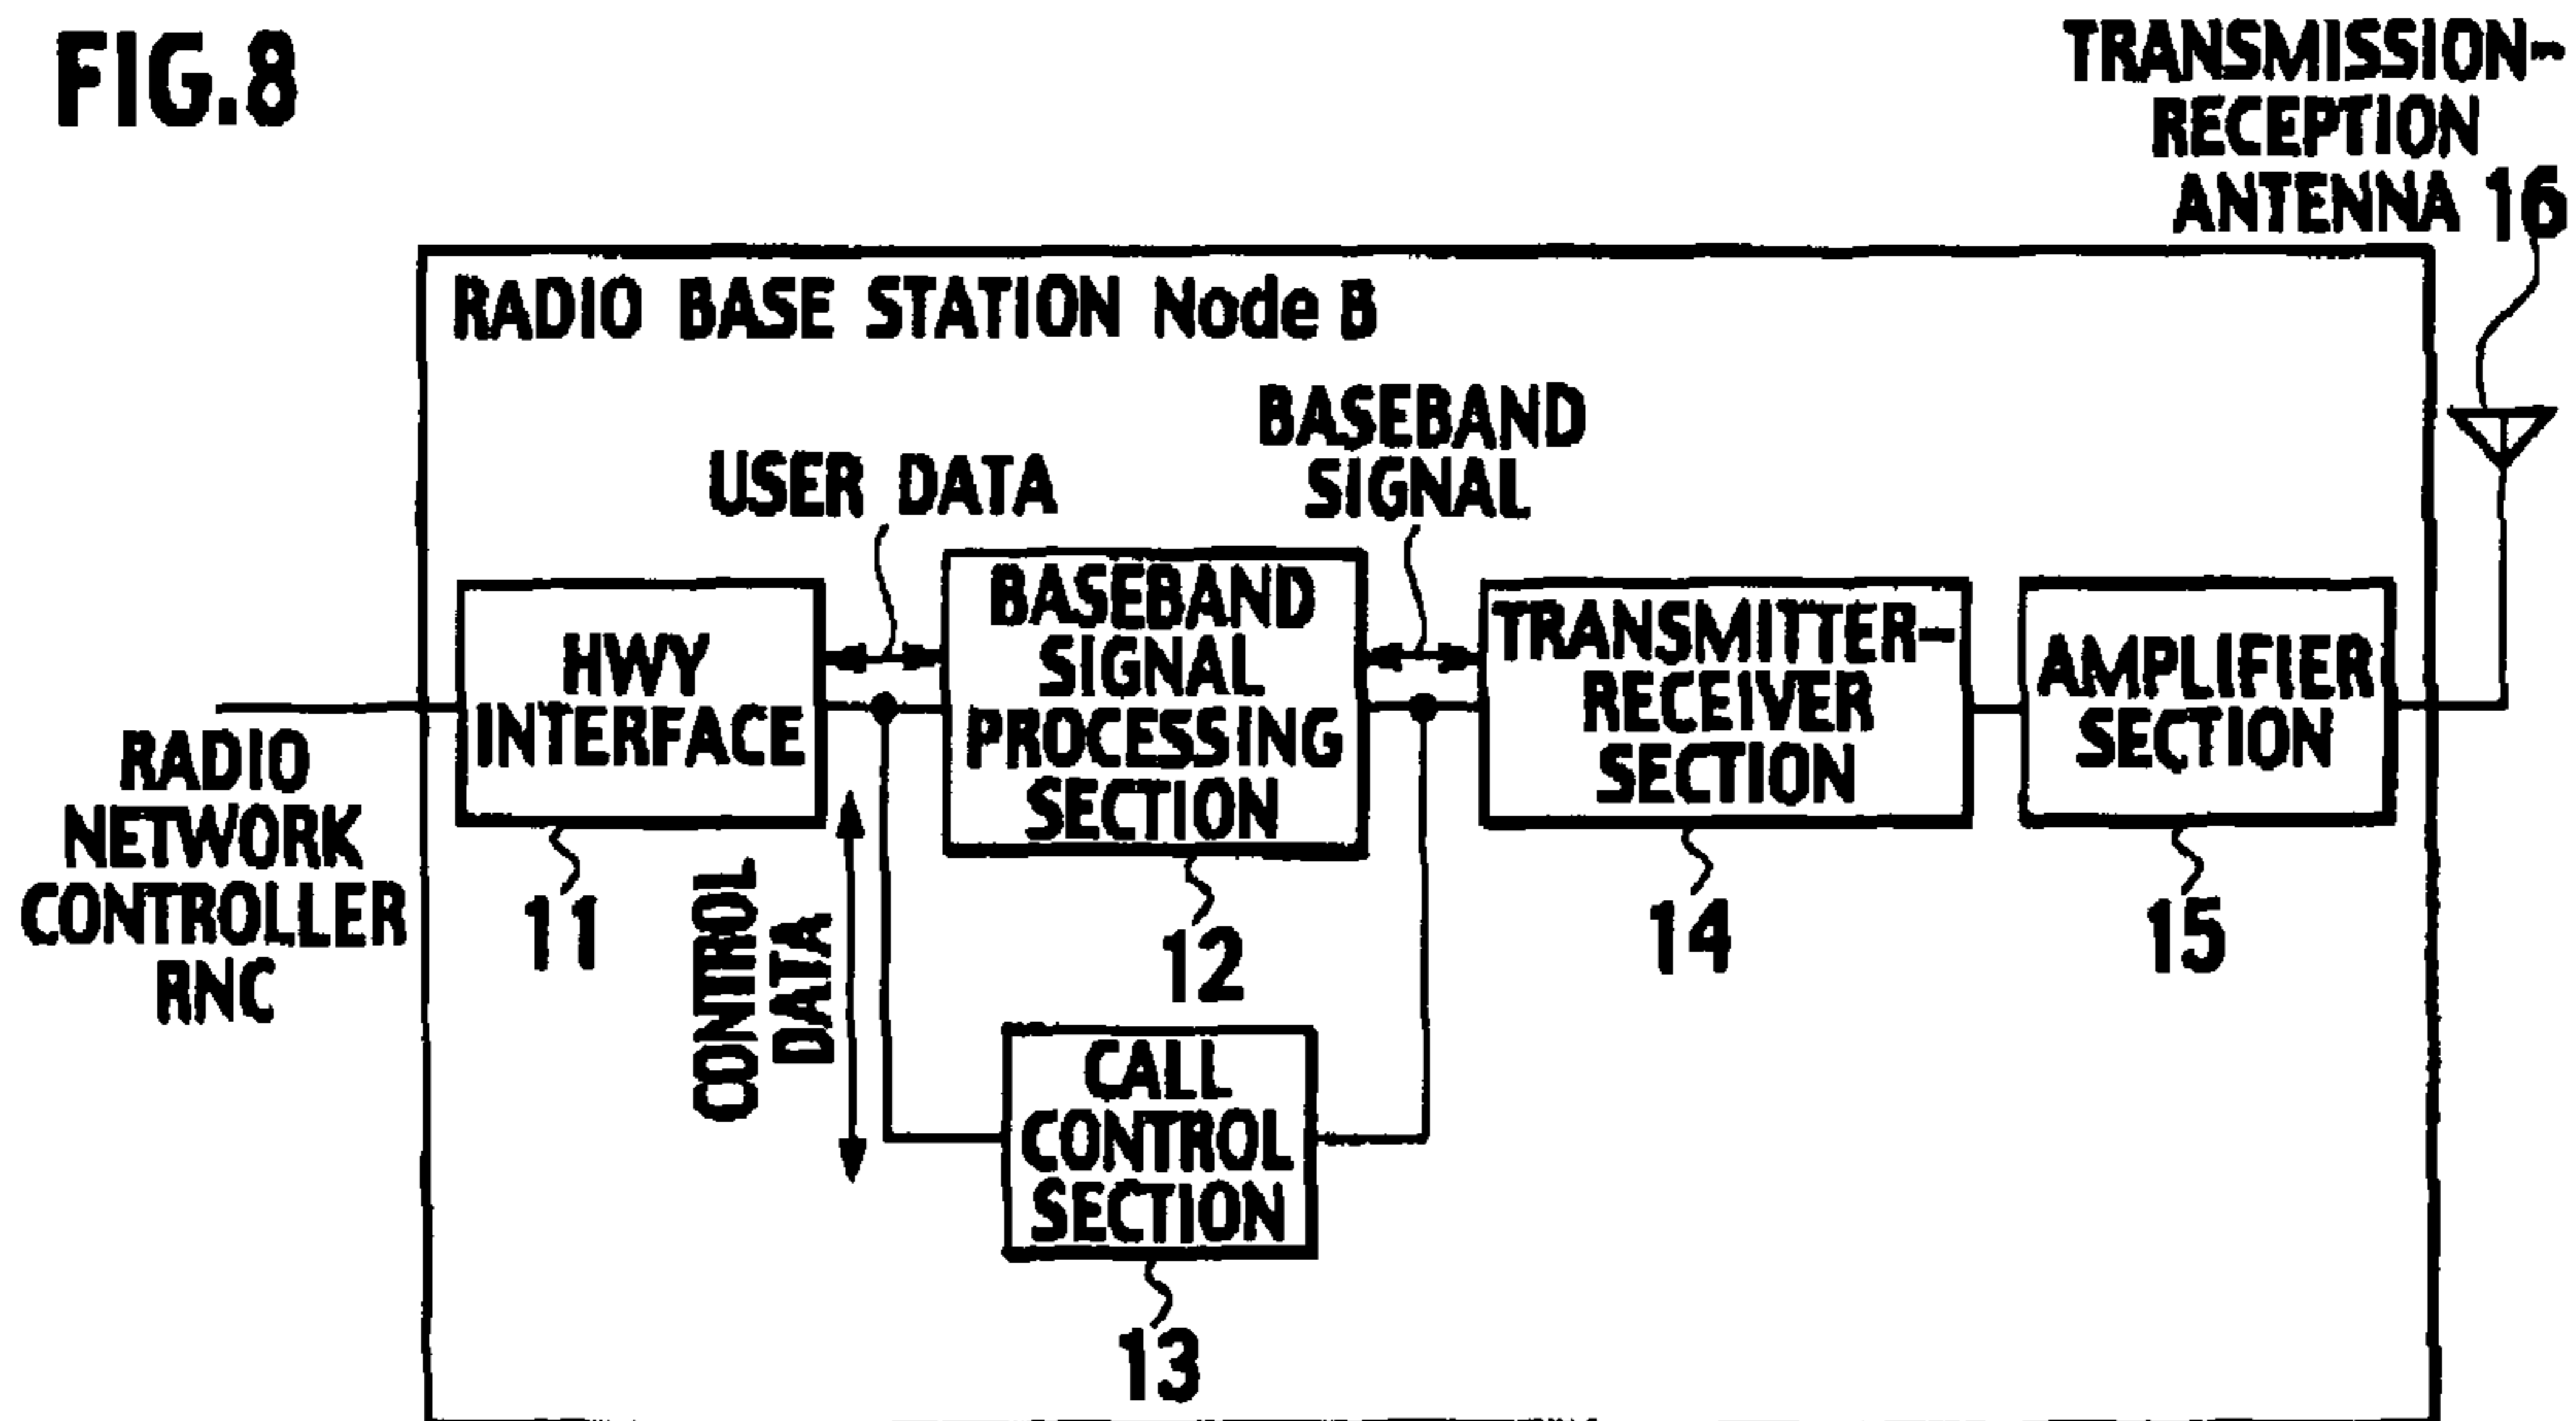 FIG.8
TRANSMISSION-
RECEPTION
ANTENNA 16
RADIO BASE STATION Node B
USER DATA
BASEBAND
SIGNAL
HWY
INTERFACE
11
BASEBAND
SIGNAL
PROCESSING
SECTION
12
TRANSMITTER-
RECEIVER
SECTION
14
AMPLIFIER
SECTION
15
RADIO
NETWORK
CONTROLLER
RNC
CONTROL
DATA
CALL
CONTROL
SECTION
13